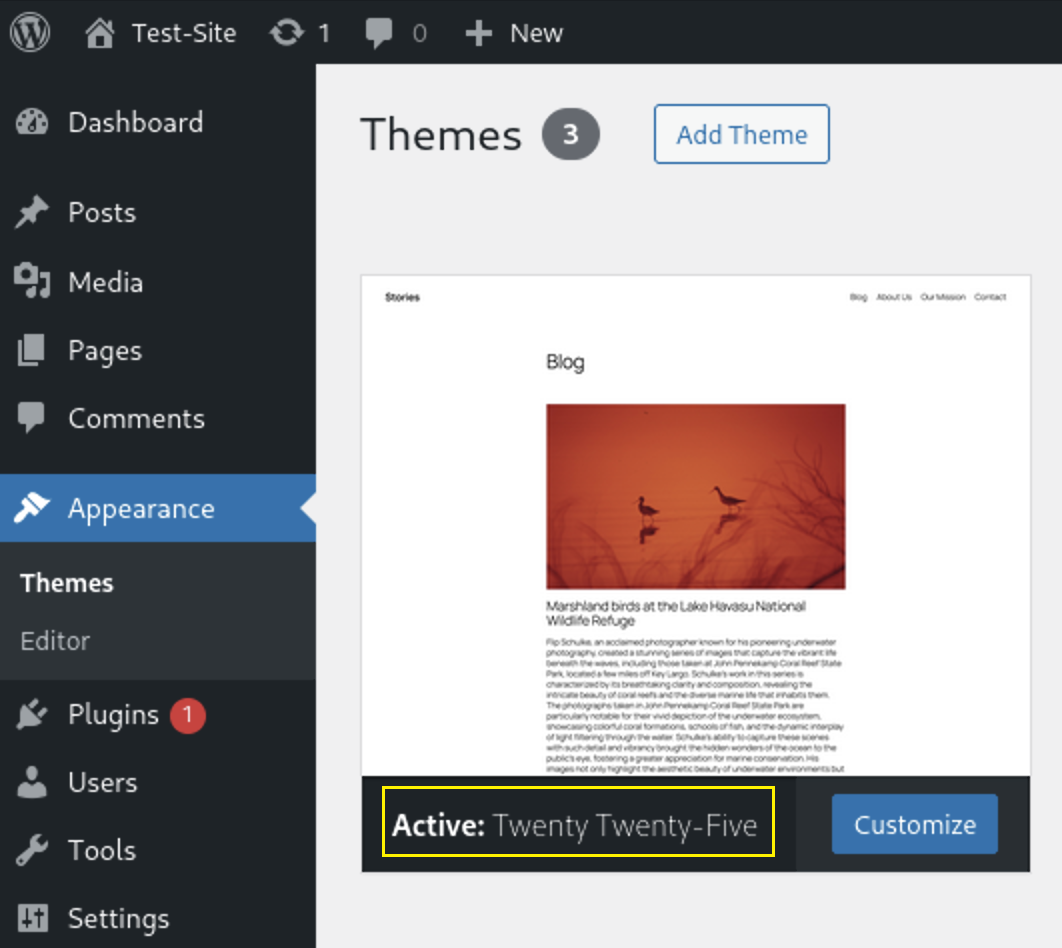 Test-Site 1 0 New
Dashboard
Posts
Media
Pages
Comments
Appearance
Themes
Editor
Plugins 1
Users
Tools
Settings
Themes 3 Add Theme
Stories Blog About Us Our Mission Contact
Blog
Marshland birds at the Lake Havasu National
Wildlife Refuge
Flip Schulke, an acclaimed photographer known for his pioneering underwater
photography, created a stunning series of images that capture the vibrant life
beneath the waves, including those taken at John Pennekamp Coral Reef State
Park, located a few miles off Key Largo. Schulke's work in this series is
characterized by its breathtaking clarity and composition, revealing the
intricate beauty of coral reefs and the diverse marine life that inhabits them.
The photographs taken in John Pennekamp Coral Reef State Park are
particularly notable for their vivid depiction of the underwater ecosystem,
showcasing colorful coral formations, schools of fish, and the dynamic interplay
of light filtering through the water. Schulke's ability to capture these scenes
with such detail and vibrancy brought the hidden wonders of the ocean to the
public's eye, fostering a greater appreciation for marine conservation. His
images not only highlight the aesthetic beauty of underwater environments but
Active: Twenty Twenty-Five Customize